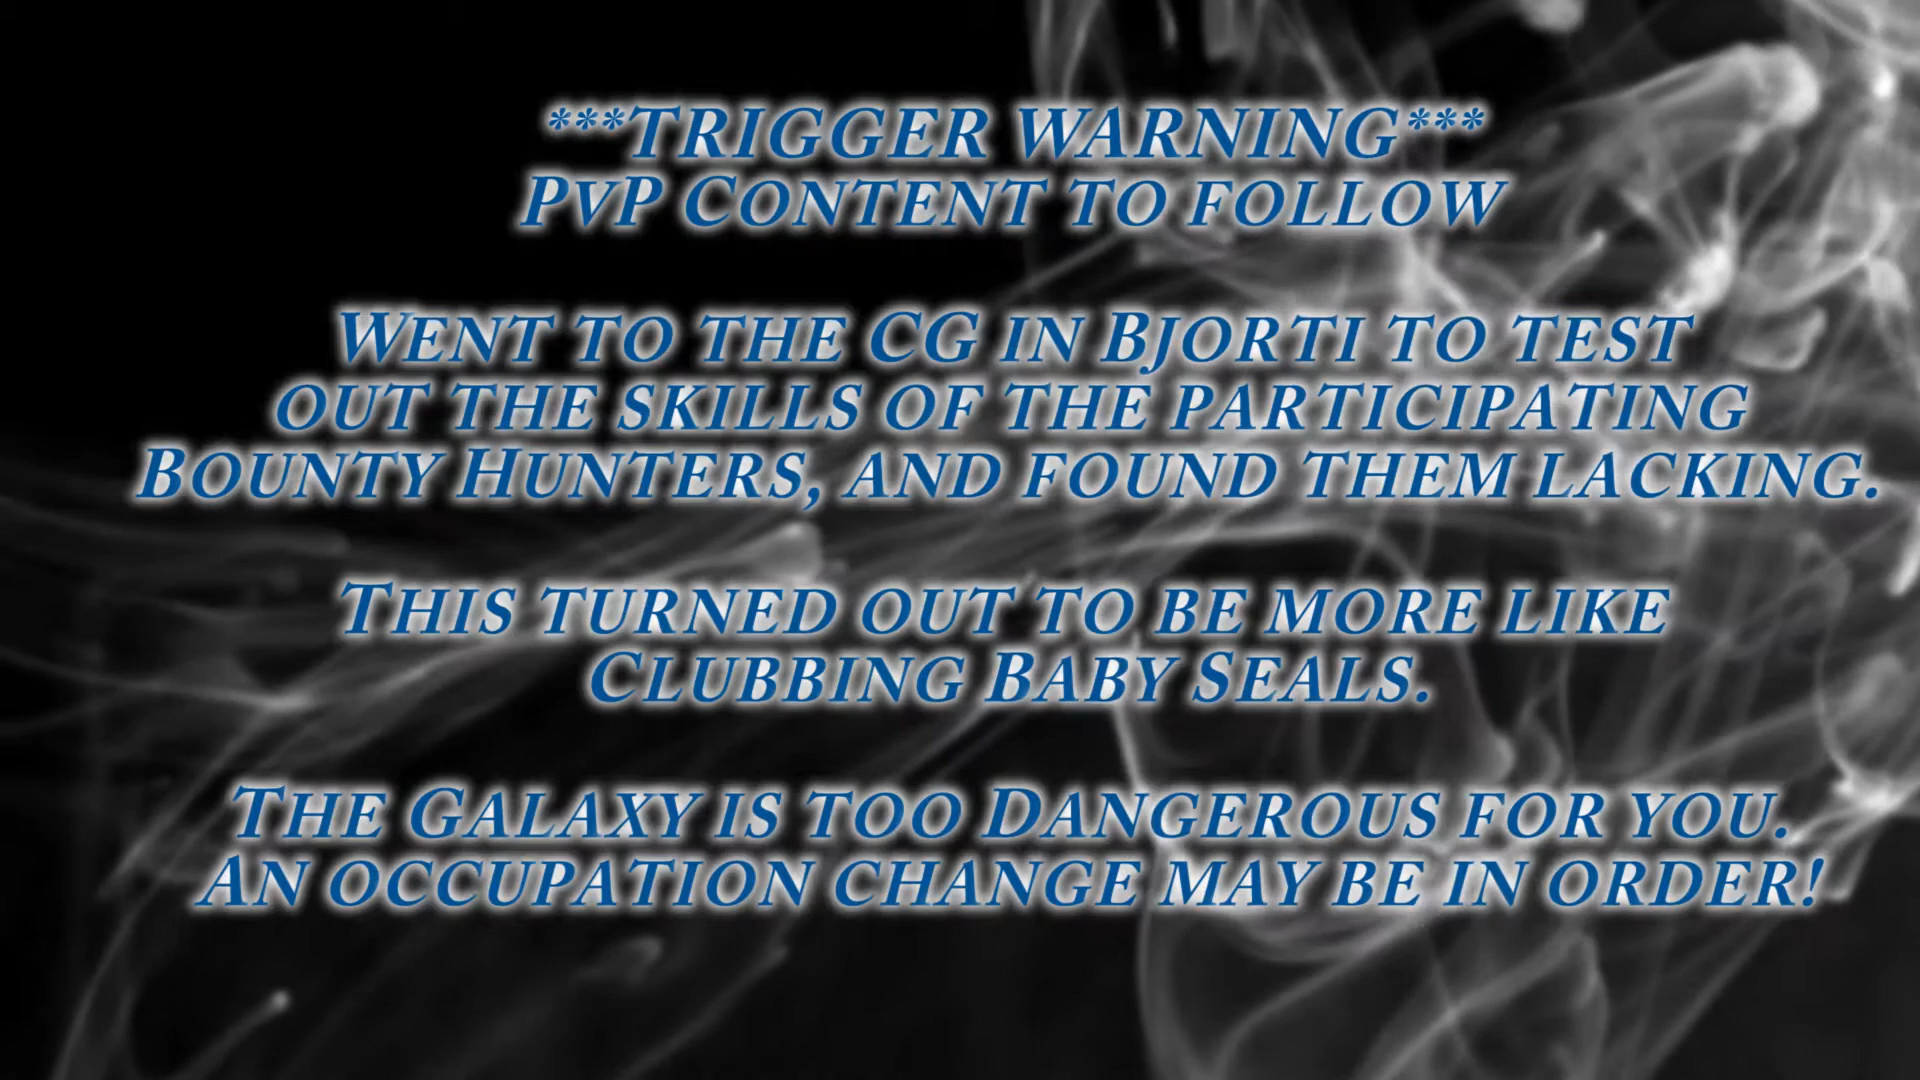 ***Trigger Warning***
PvP Content to follow
Went to the CG in Bjorti to test
out the skills of the participating
Bounty Hunters, and found them lacking.
This turned out to be more like
Clubbing Baby Seals.
The Galaxy is too Dangerous for you.
An occupation change may be in order!